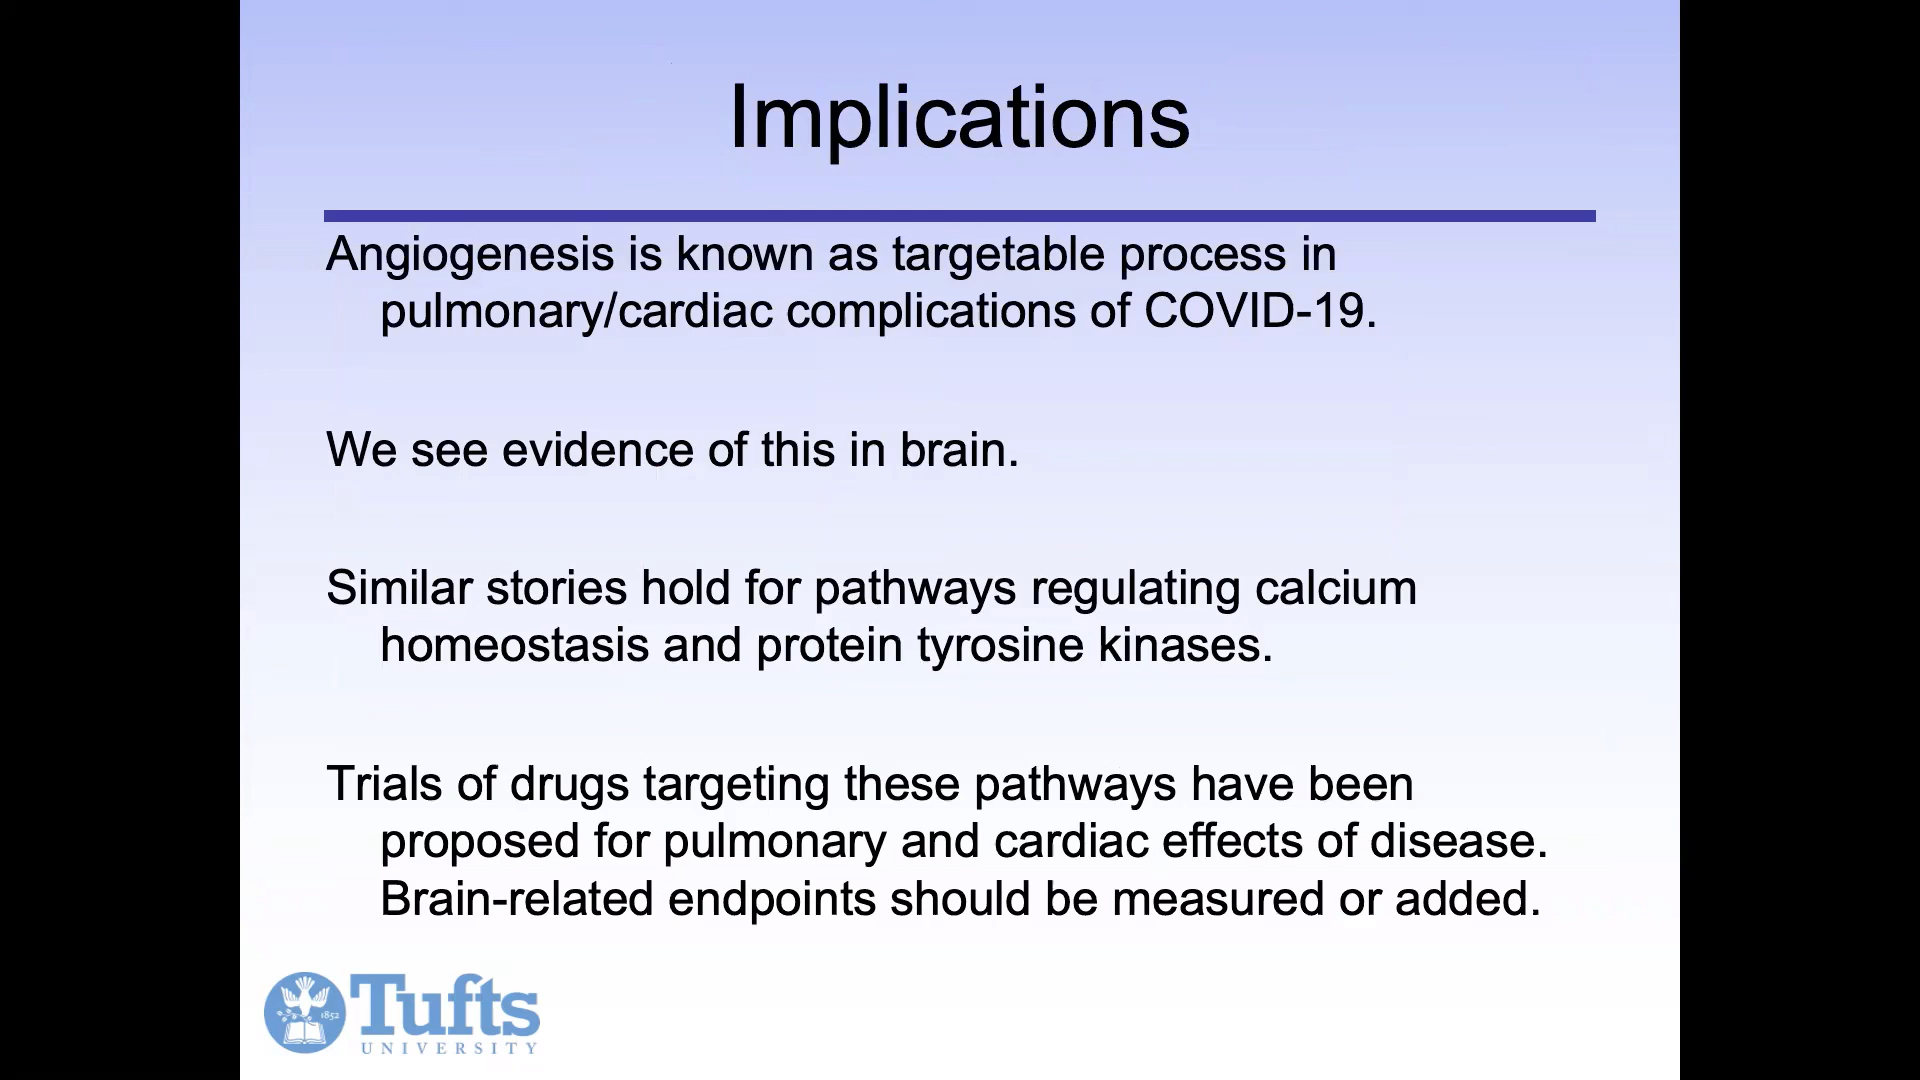 Implications
Angiogenesis is known as targetable process in
pulmonary/cardiac complications of COVID-19.
We see evidence of this in brain.
Similar stories hold for pathways regulating calcium
homeostasis and protein tyrosine kinases.
Trials of drugs targeting these pathways have been
proposed for pulmonary and cardiac effects of disease.
Brain-related endpoints should be measured or added.
1852
Tufts
UNIVERSITY